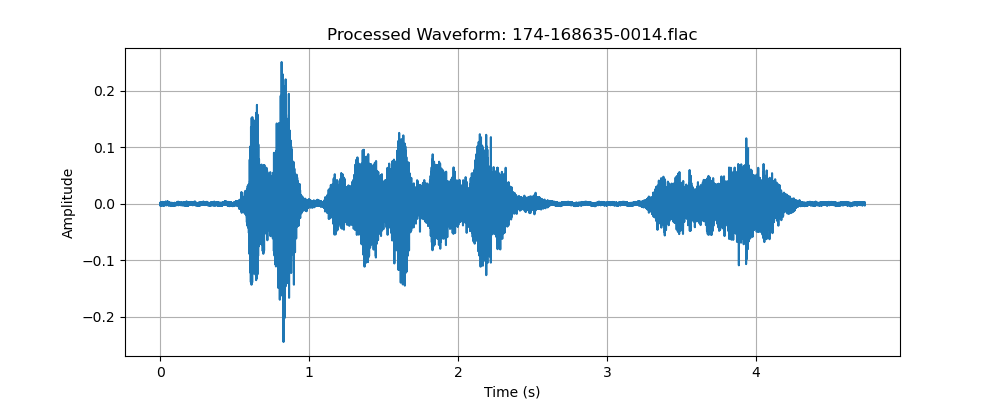 Processed Waveform: 174-168635-0014.flac
0.2
0.1
0.0
−0.1
−0.2
Amplitude
0 1 2 3 4
Time (s)